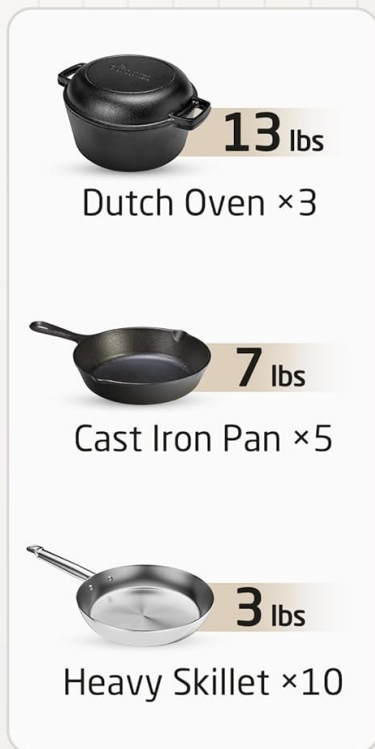 13 lbs
Dutch Oven ×3
7 lbs
Cast Iron Pan ×5
3 lbs
Heavy Skillet ×10